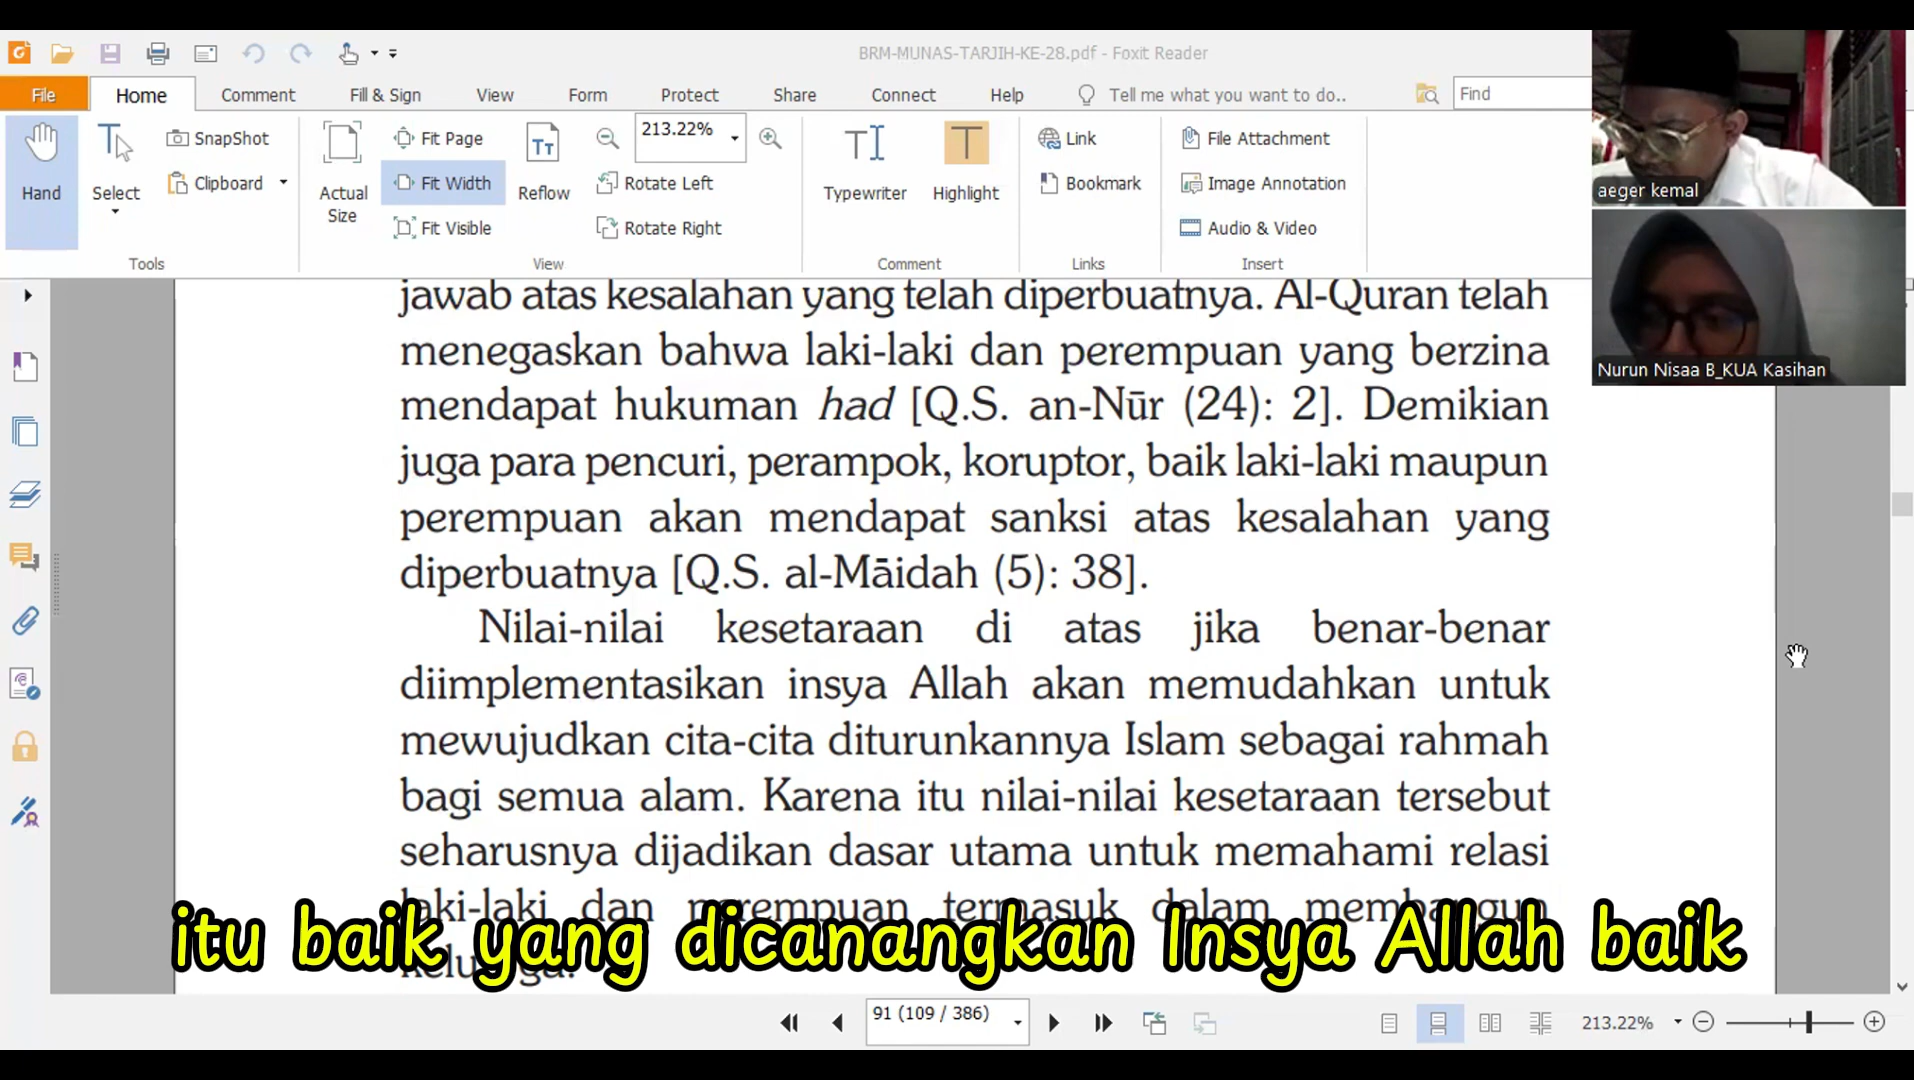 BRM-MUNAS-TARJIH-KE-28.pdf - Foxit Reader
File Home Comment Fill & Sign View Form Protect Share Connect Help Tell me what you want to do.. Find
Hand
Select
SnapShot
Clipboard
Tools
Actual Size
Fit Page
Fit Width
Fit Visible
Reflow
213.22%
Rotate Left
Rotate Right
View
Typewriter
Highlight
Comment
Link
Bookmark
Links
File Attachment
Image Annotation
Audio & Video
Insert
aeger kemal
Nurun Nisaa B_KUA Kasihan
jawab atas kesalahan yang telah diperbuatnya. Al-Quran telah
menegaskan bahwa laki-laki dan perempuan yang berzina
mendapat hukuman had [Q.S. an-Nūr (24): 2]. Demikian
juga para pencuri, perampok, koruptor, baik laki-laki maupun
perempuan akan mendapat sanksi atas kesalahan yang
diperbuatnya [Q.S. al-Māidah (5): 38].
Nilai-nilai kesetaraan di atas jika benar-benar
diimplementasikan insya Allah akan memudahkan untuk
mewujudkan cita-cita diturunkannya Islam sebagai rahmah
bagi semua alam. Karena itu nilai-nilai kesetaraan tersebut
seharusnya dijadikan dasar utama untuk memahami relasi
laki-laki dan perempuan termasuk dalam membangun
keluarga.
itu baik yang dicanangkan Insya Allah baik
91 (109 / 386)
213.22%